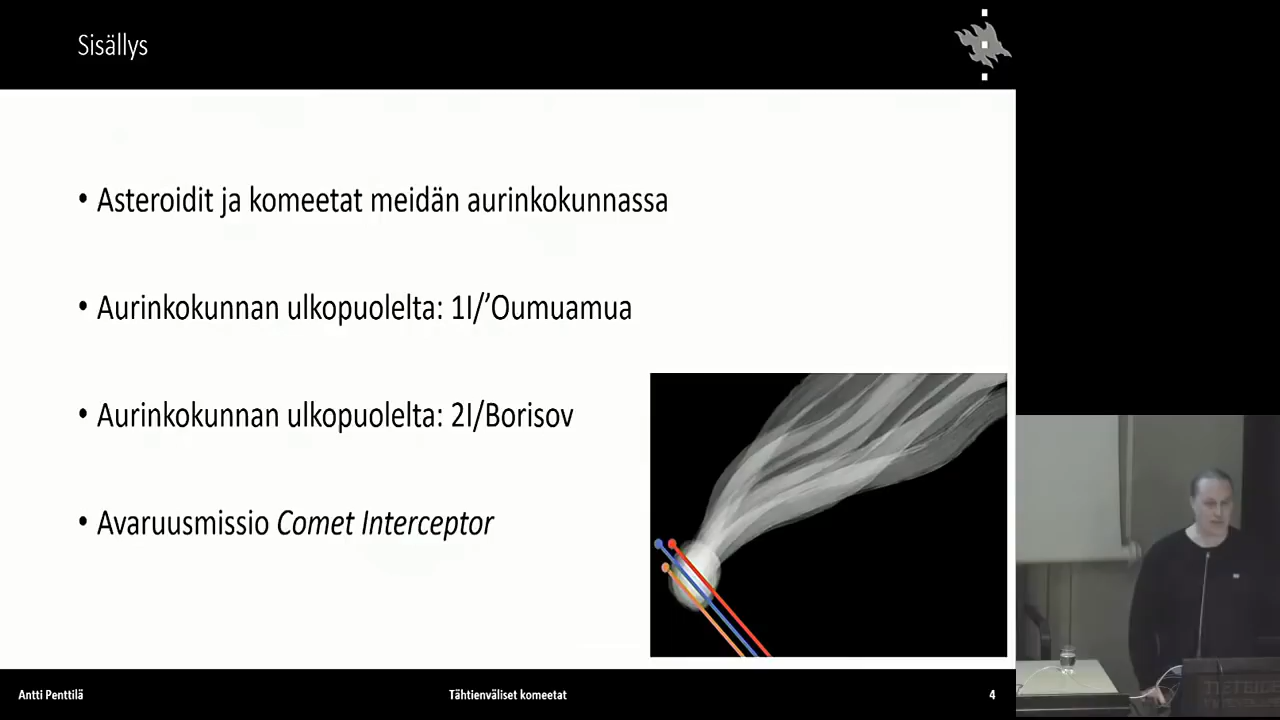 Sisällys
• Asteroidit ja komeetat meidän aurinkokunnassa
• Aurinkokunnan ulkopuolelta: 1I/’Oumuamua
• Aurinkokunnan ulkopuolelta: 2I/Borisov
• Avaruusmissio Comet Interceptor
Antti Penttilä
Tähtienväliset komeetat
4